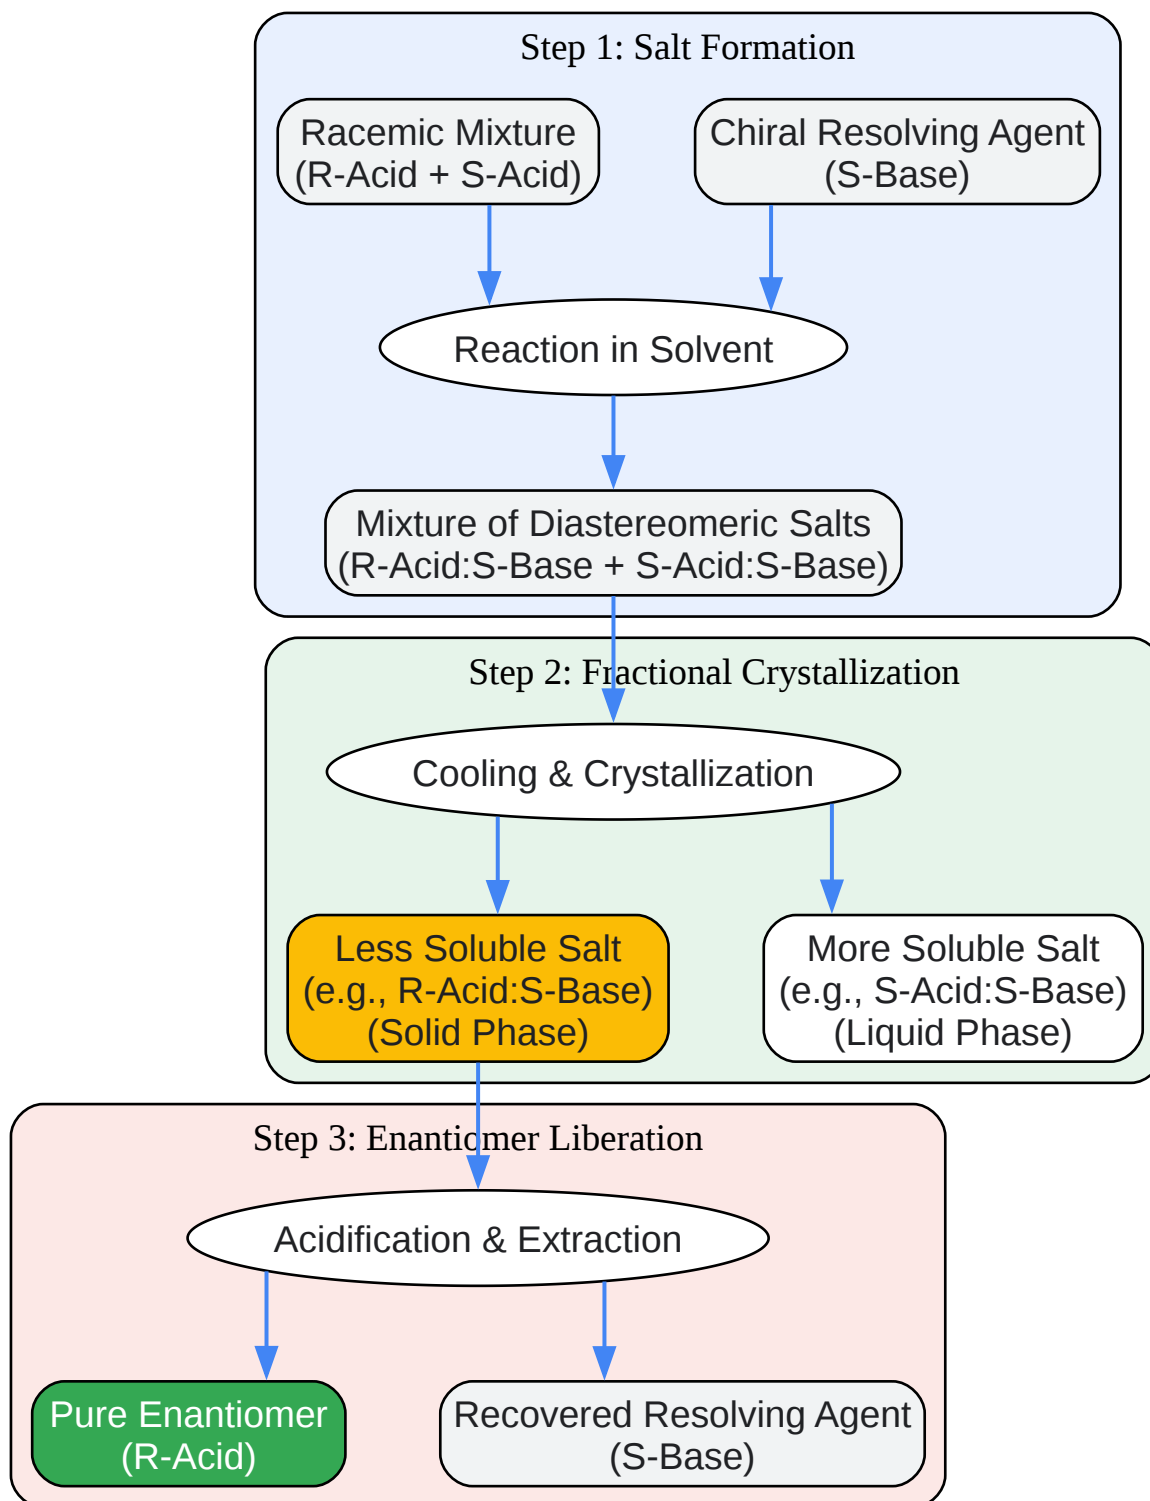 Step 1: Salt Formation
Racemic Mixture
(R-Acid + S-Acid)
Chiral Resolving Agent
(S-Base)
Reaction in Solvent
Mixture of Diastereomeric Salts
(R-Acid:S-Base + S-Acid:S-Base)
Step 2: Fractional Crystallization
Cooling & Crystallization
Less Soluble Salt
(e.g., R-Acid:S-Base)
(Solid Phase)
More Soluble Salt
(e.g., S-Acid:S-Base)
(Liquid Phase)
Step 3: Enantiomer Liberation
Acidification & Extraction
Pure Enantiomer
(R-Acid)
Recovered Resolving Agent
(S-Base)